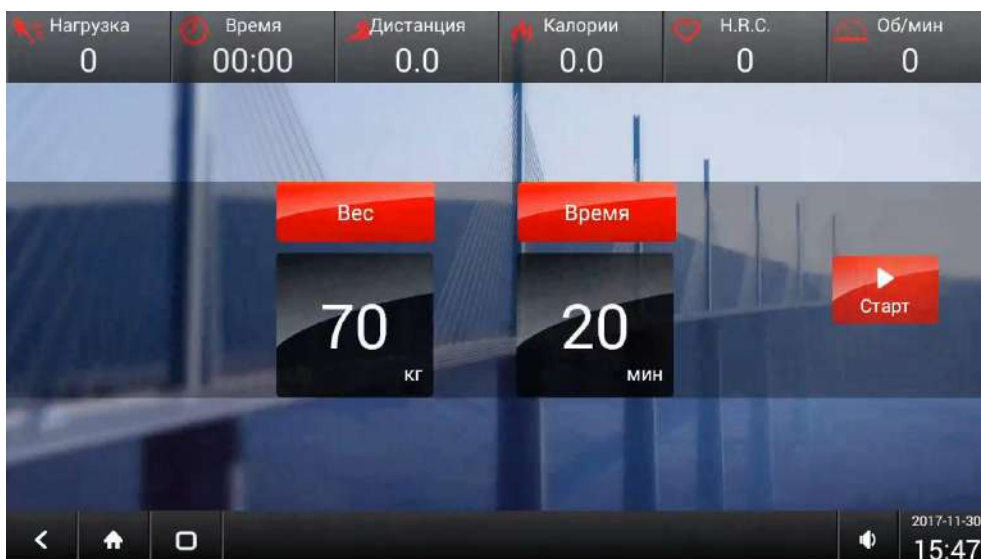 Нагрузка Время Дистанция Калории H.R.C. Об/мин
0 00:00 0.0 0.0 0 0
Вес Время
70 20
кг мин
Старт
2017-11-30
15:47